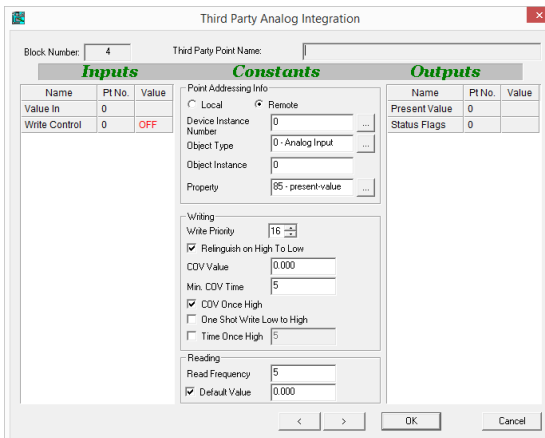 Third Party Analog Integration
Block Number: 4 Third Party Point Name:
Inputs Constants Outputs
Name Pt No. Value
Value In 0
Write Control 0 OFF
Point Addressing Info
Local Remote
Device Instance Number 0 ...
Object Type 0 - Analog Input ...
Object Instance 0
Property 85 - present-value ...
Writing
Write Priority 16
Relinguish on High To Low
COV Value 0.000
Min. COV Time 5
COV Once High
One Shot Write Low to High
Time Once High 5
Reading
Read Frequency 5
Default Value 0.000
Name Pt No. Value
Present Value 0
Status Flags 0
< > OK Cancel